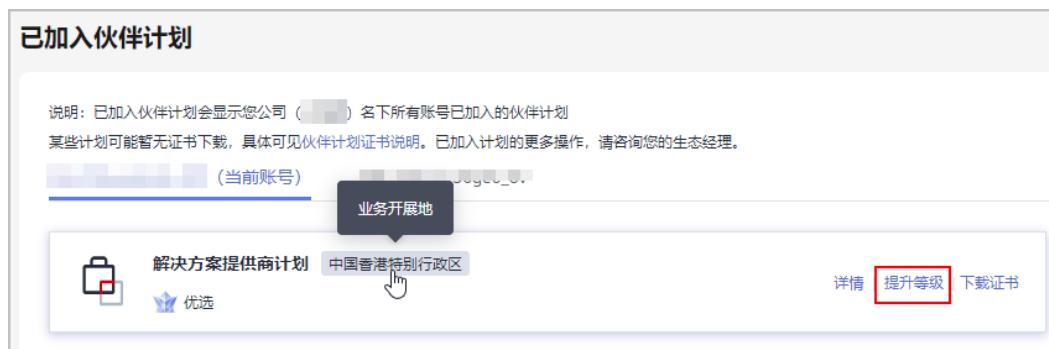 已加入伙伴计划
说明：已加入伙伴计划会显示您公司（ ）名下所有账号已加入的伙伴计划
某些计划可能暂无证书下载，具体可见伙伴计划证书说明。已加入计划的更多操作，请咨询您的生态经理。
（当前账号）
业务开展地
解决方案提供商计划 中国香港特别行政区
优选
详情 提升等级 下载证书